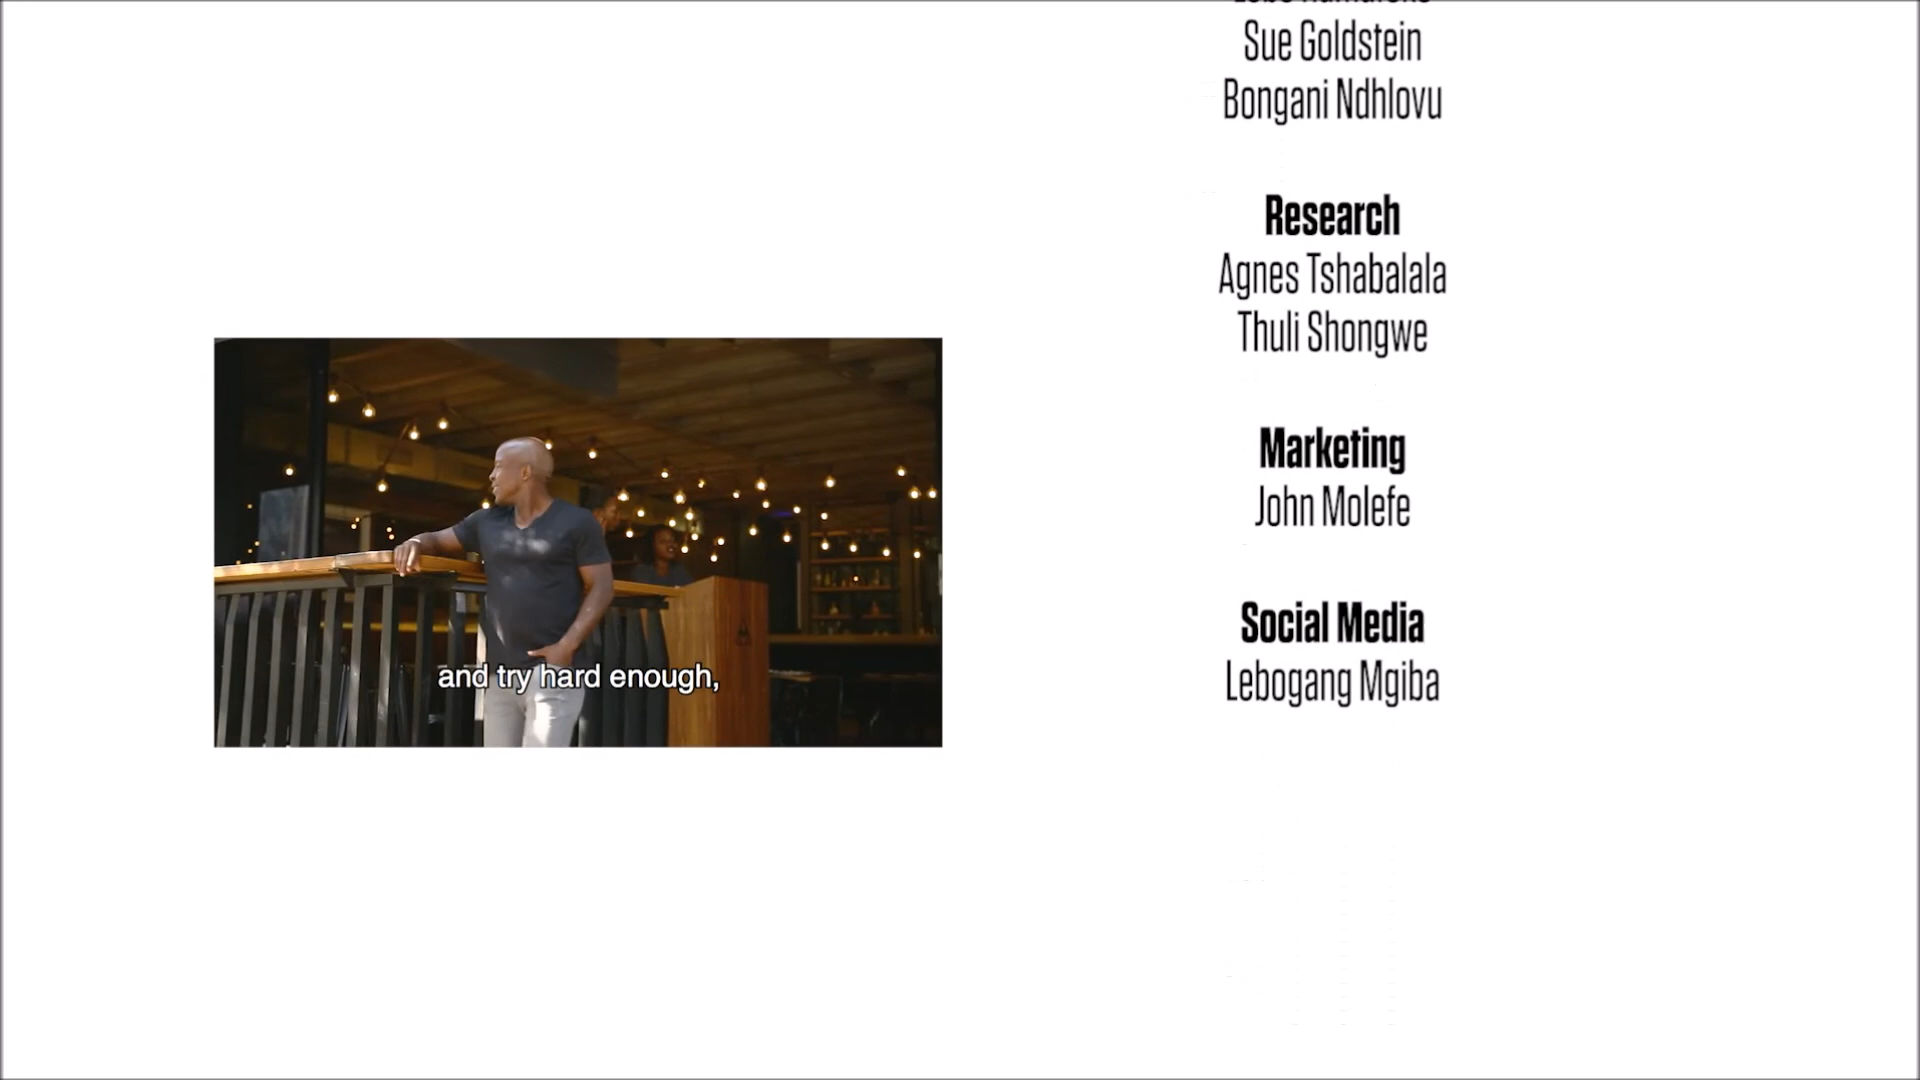 Sue Goldstein
Bongani Ndhlovu
Research
Agnes Tshabalala
Thuli Shongwe
Marketing
John Molefe
Social Media
Lebogang Mgiba
and try hard enough,